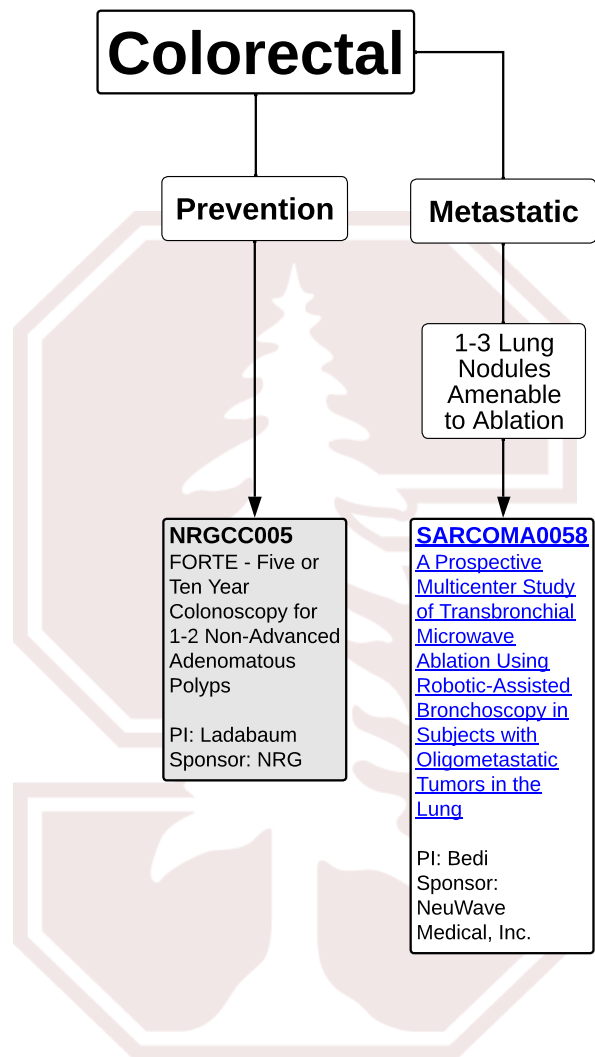 Colorectal
Prevention
Metastatic
1-3 Lung
Nodules
Amenable
to Ablation
NRGCC005
FORTE - Five or
Ten Year
Colonoscopy for
1-2 Non-Advanced
Adenomatous
Polyps
PI: Ladabaum
Sponsor: NRG
SARCOMA0058
A Prospective
Multicenter Study
of Transbronchial
Microwave
Ablation Using
Robotic-Assisted
Bronchoscopy in
Subjects with
Oligometastatic
Tumors in the
Lung
PI: Bedi
Sponsor:
NeuWave
Medical, Inc.